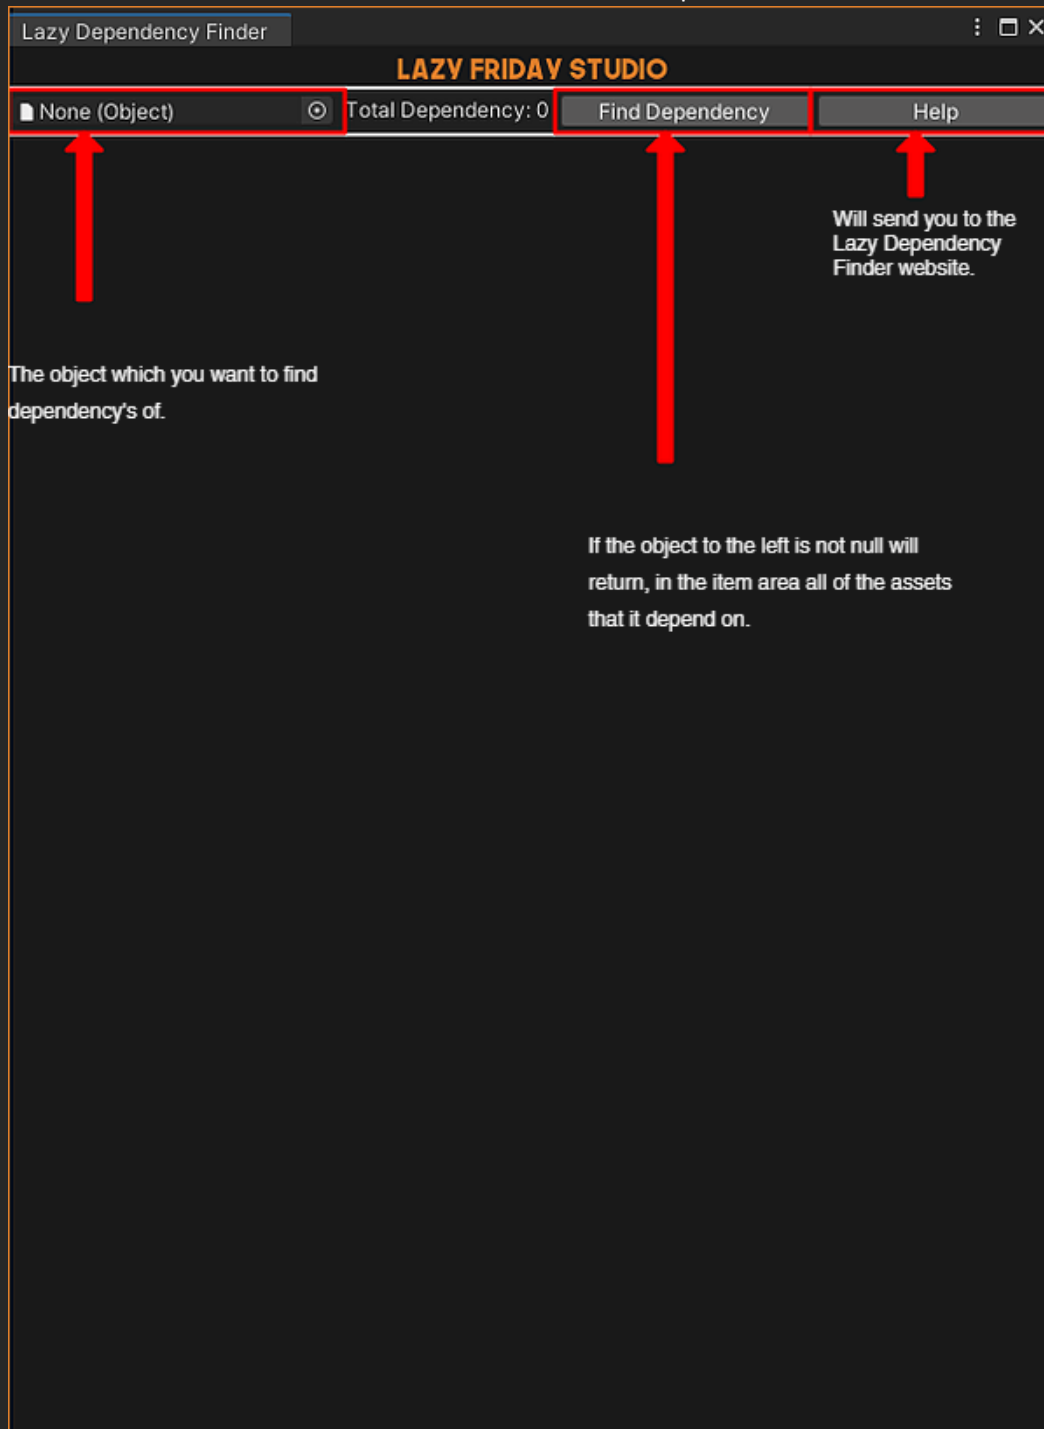 Lazy Dependency Finder
LAZY FRIDAY STUDIO
None (Object) Total Dependency: 0 Find Dependency Help
Will send you to the
Lazy Dependency
Finder website.
The object which you want to find
dependency's of.
If the object to the left is not null will
return, in the item area all of the assets
that it depend on.